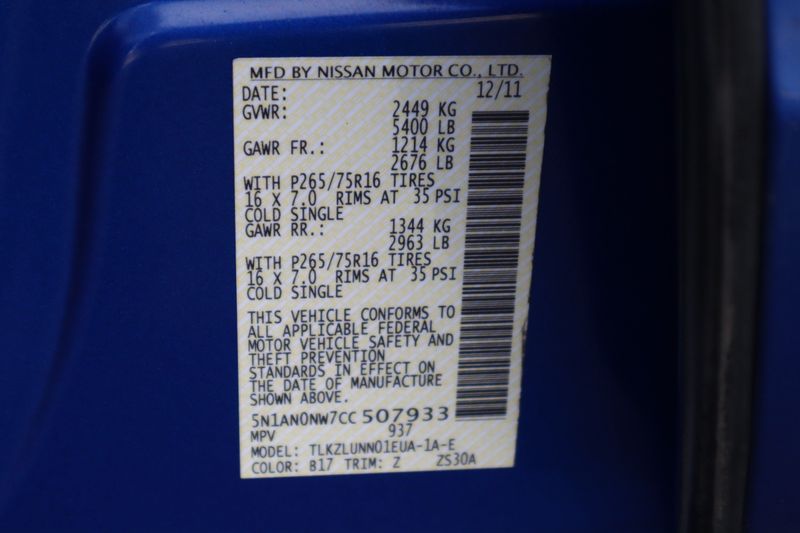 MFD BY NISSAN MOTOR CO., LTD.
DATE: 12/11
GVWR: 2449 KG
5400 LB
GAWR FR.: 1214 KG
2676 LB
WITH P265/75R16 TIRES
16 X 7.0 RIMS AT 35 PSI
COLD SINGLE
GAWR RR.: 1344 KG
2963 LB
WITH P265/75R16 TIRES
16 X 7.0 RIMS AT 35 PSI
COLD SINGLE
THIS VEHICLE CONFORMS TO
ALL APPLICABLE FEDERAL
MOTOR VEHICLE SAFETY AND
THEFT PREVENTION
STANDARDS IN EFFECT ON
THE DATE OF MANUFACTURE
SHOWN ABOVE.
5N1AN0NW7CC507933
MPV 937
MODEL: TLKZLUNN01EUA-1A-E
COLOR: B17 TRIM: Z ZS30A